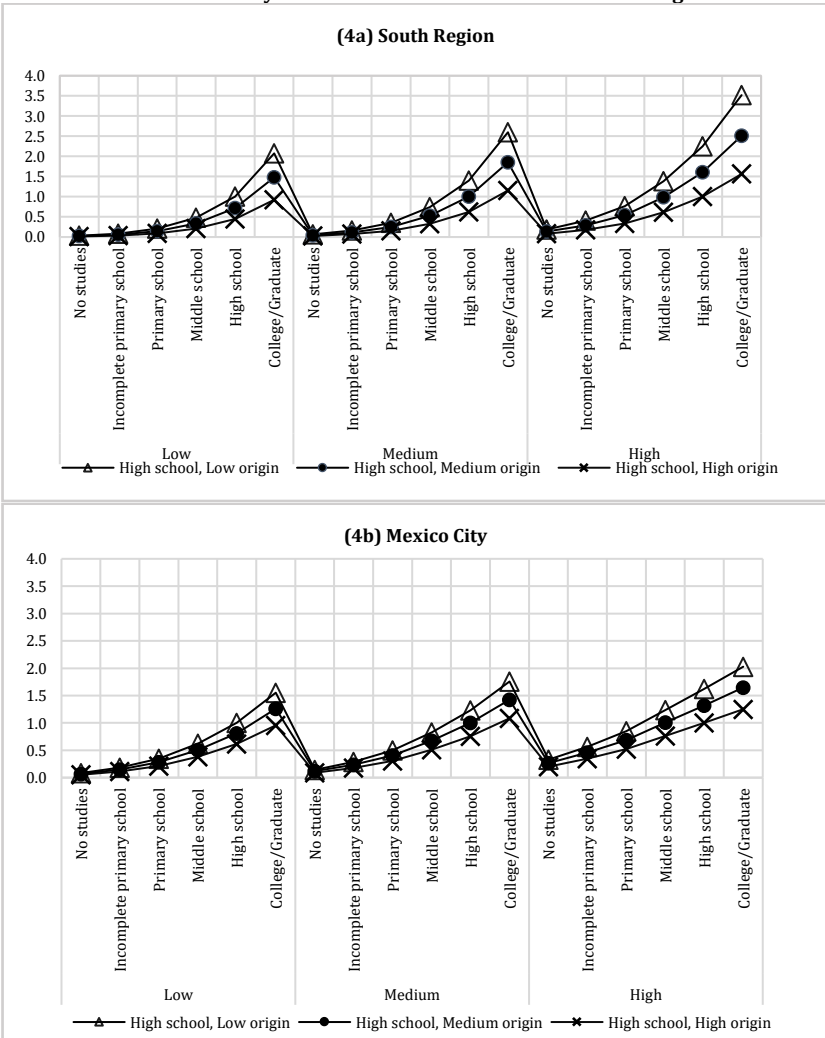 (4a) South Region
4.0
3.5
3.0
2.5
2.0
1.5
1.0
0.5
0.0
No studies
Incomplete primary school
Primary school
Middle school
High school
College/Graduate
No studies
Incomplete primary school
Primary school
Middle school
High school
College/Graduate
No studies
Incomplete primary school
Primary school
Middle school
High school
College/Graduate
Low Medium High
High school, Low origin High school, Medium origin High school, High origin
(4b) Mexico City
4.0
3.5
3.0
2.5
2.0
1.5
1.0
0.5
0.0
No studies
Incomplete primary school
Primary school
Middle school
High school
College/Graduate
No studies
Incomplete primary school
Primary school
Middle school
High school
College/Graduate
No studies
Incomplete primary school
Primary school
Middle school
High school
College/Graduate
Low Medium High
High school, Low origin High school, Medium origin High school, High origin